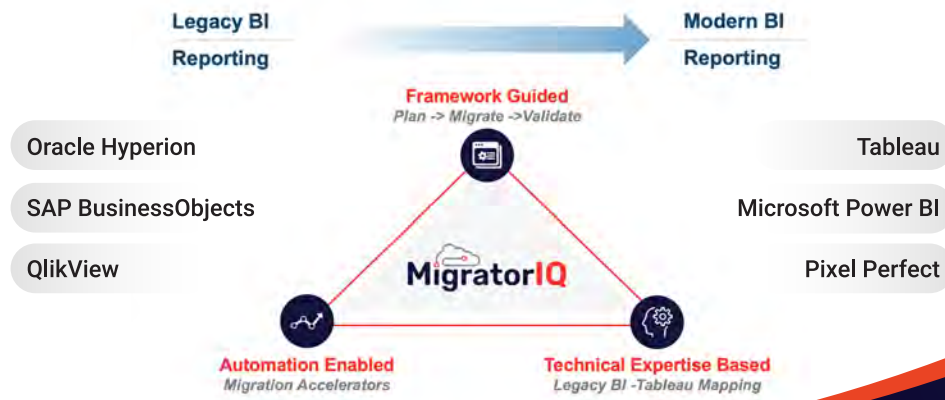 Legacy BI
Reporting
Modern BI
Reporting
Framework Guided
Plan -> Migrate ->Validate
Oracle Hyperion
SAP BusinessObjects
QlikView
Tableau
Microsoft Power BI
Pixel Perfect
MigratorIQ
Automation Enabled
Migration Accelerators
Technical Expertise Based
Legacy BI -Tableau Mapping